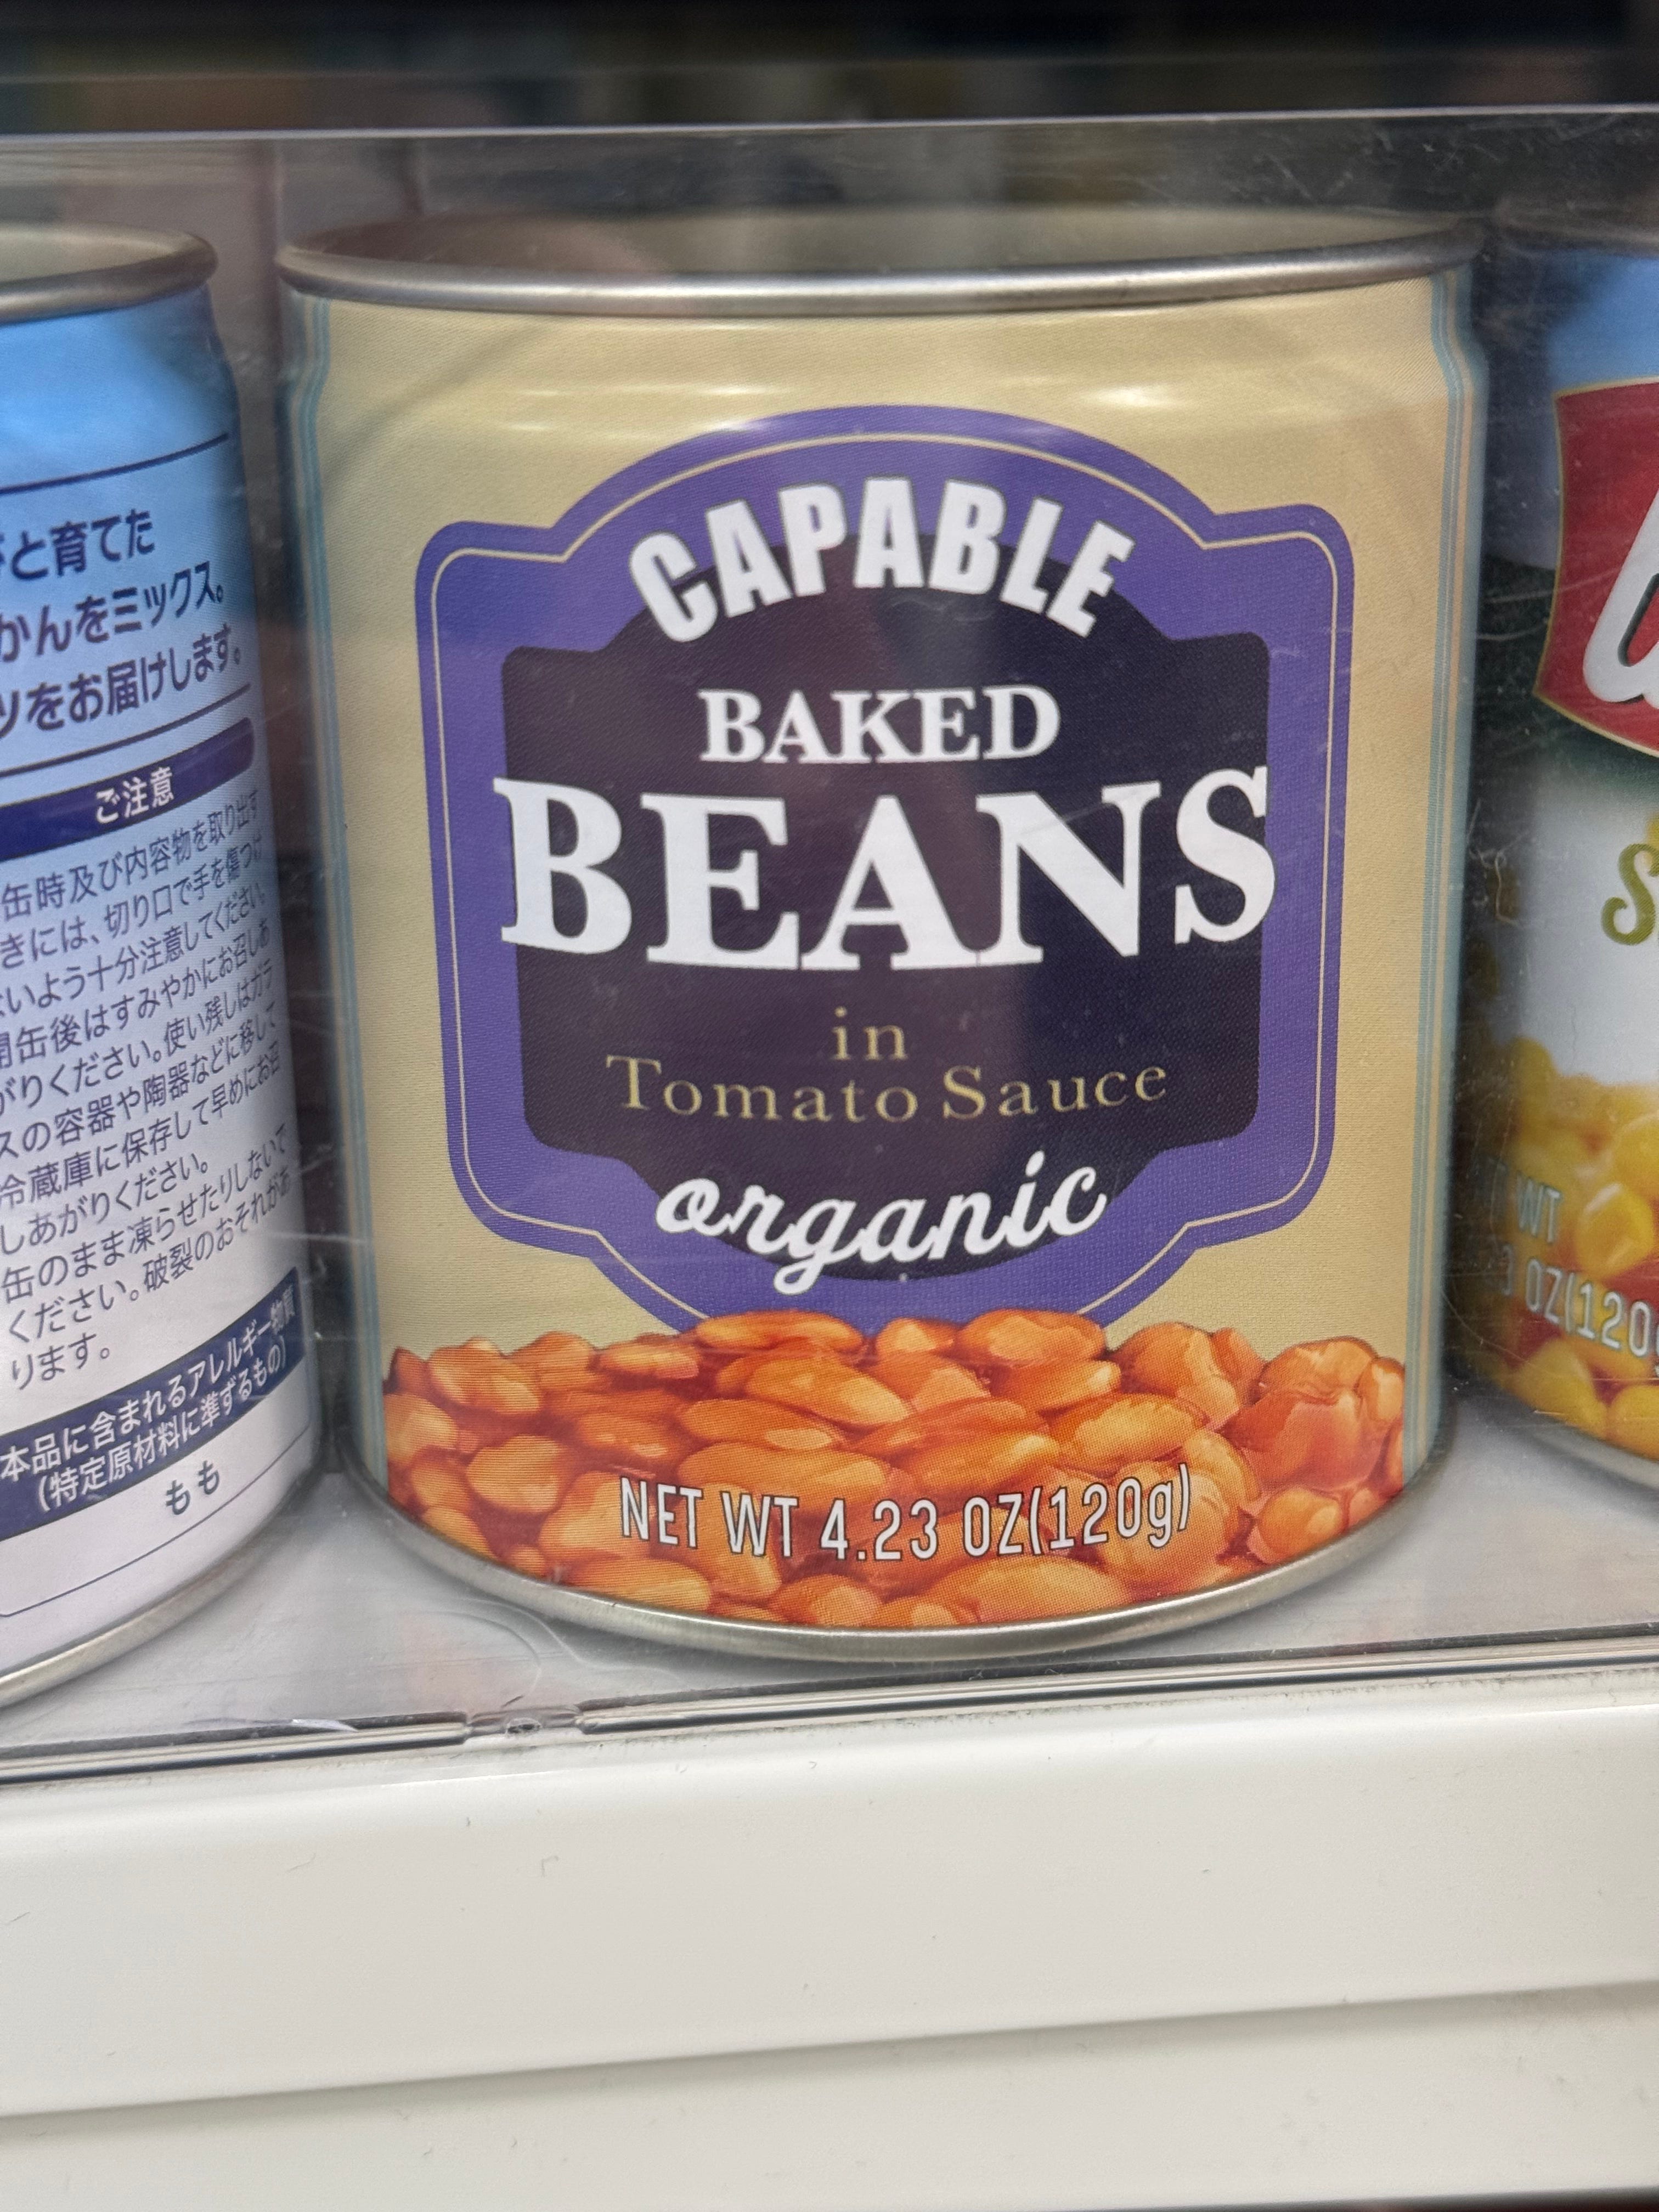 と育てた
かんをミックス。
ツをお届けします。
ご注意
缶時及び内容物を取り出す
きには、切り口で手を傷つけ
ないよう十分注意してください。
開缶後はすみやかにお召しあ
がりください。使い残しはガラ
スの容器や陶器などに移して
冷蔵庫に保存して早めにお召
しあがりください。
缶のまま凍らせたりしないで
ください。破裂のおそれがあ
ります。
本品に含まれるアレルギー物質
(特定原材料に準ずるもの)
もも
CAPABLE
BAKED
BEANS
in
Tomato Sauce
organic
NET WT 4.23 OZ(120g)
WT
3 OZ(120g